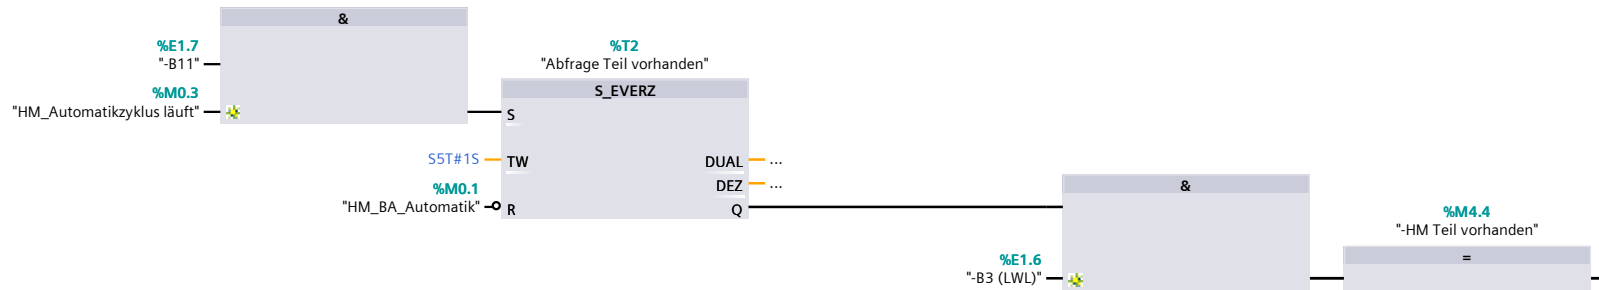 &
%E1.7
"-B11"
%M0.3
"HM_Automatikzyklus läuft"
%T2
"Abfrage Teil vorhanden"
S_EVERZ
S
S5T#1S
TW
DUAL
...
DEZ
...
%M0.1
"HM_BA_Automatik"
R
Q
&
%E1.6
"-B3 (LWL)"
%M4.4
"-HM Teil vorhanden"
=